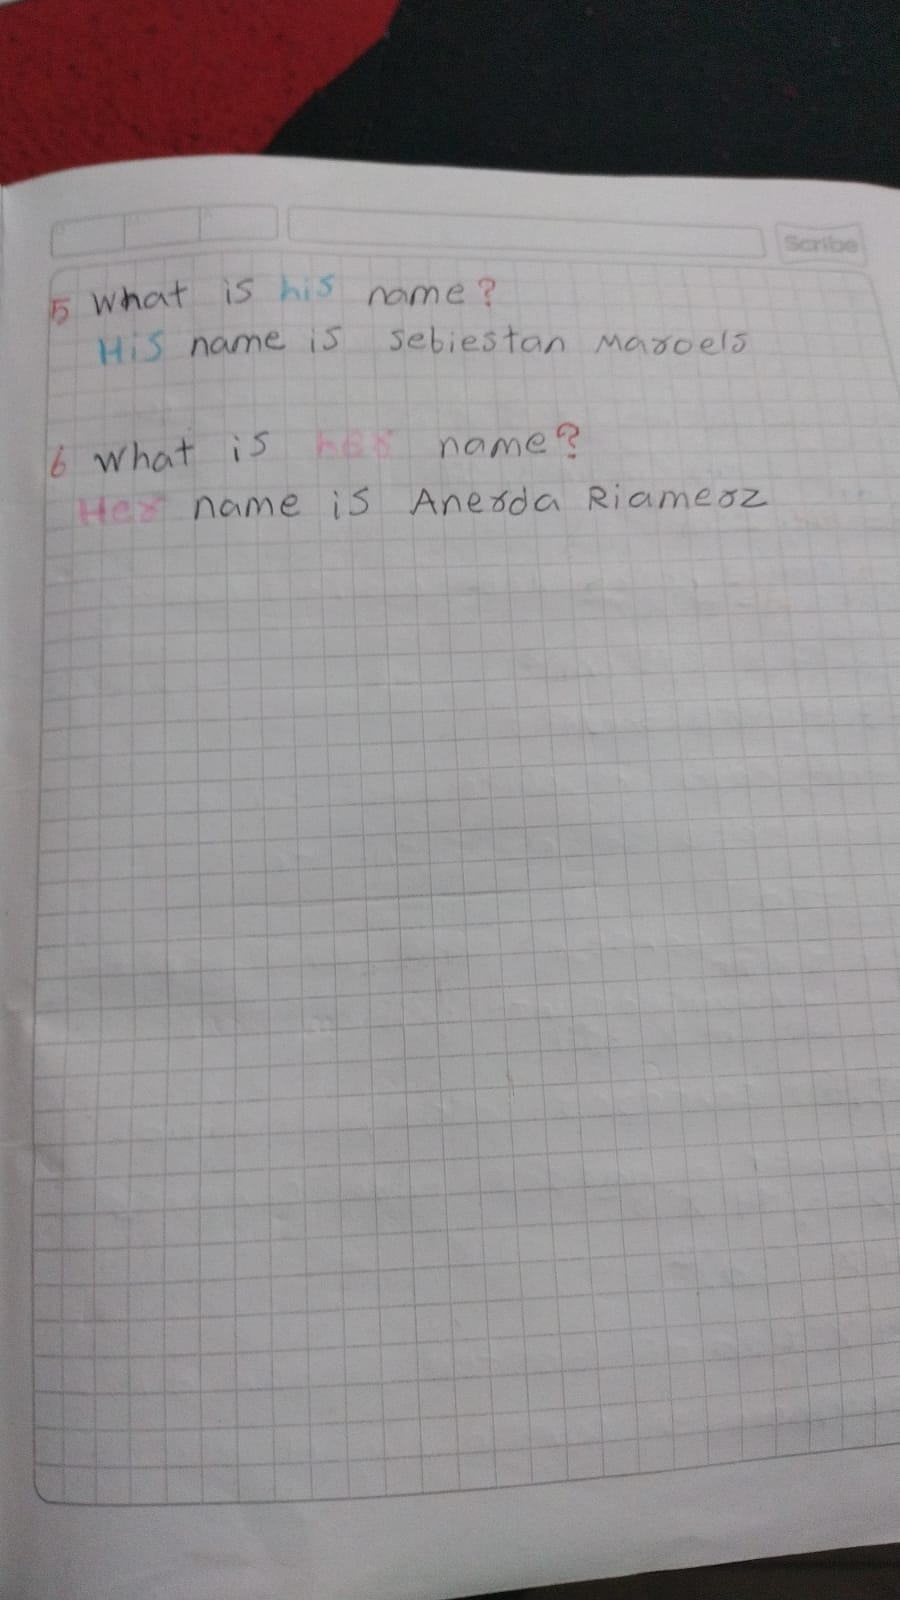 Scribe
5 What is his name?
His name is Sebiestan Maroels
6 What is her name?
Her name is Anerda Riamerz